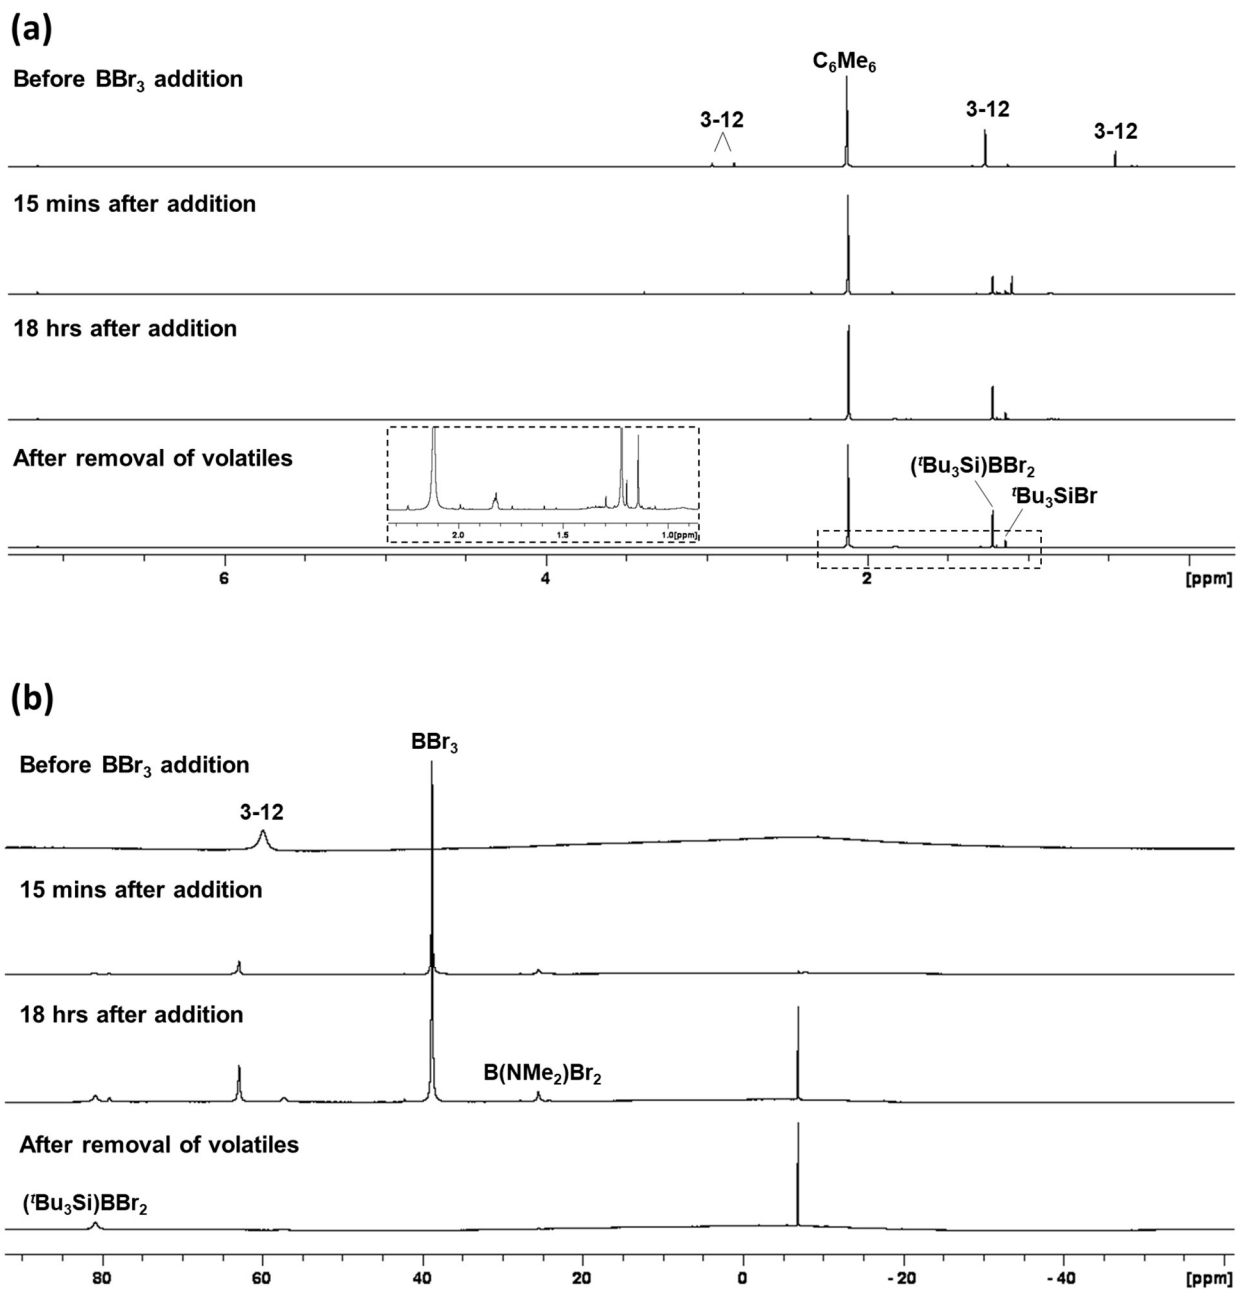 (a)
Before BBr₃ addition
C₆Me₆
3-12
3-12
3-12
15 mins after addition
18 hrs after addition
After removal of volatiles
(ᵗBu₃Si)BBr₂
ᵗBu₃SiBr
2.0 1.5 1.0[ppm]
6 4 2 [ppm]
(b)
BBr₃
Before BBr₃ addition
3-12
15 mins after addition
18 hrs after addition
B(NMe₂)Br₂
After removal of volatiles
(ᵗBu₃Si)BBr₂
80 60 40 20 0 -20 -40 [ppm]